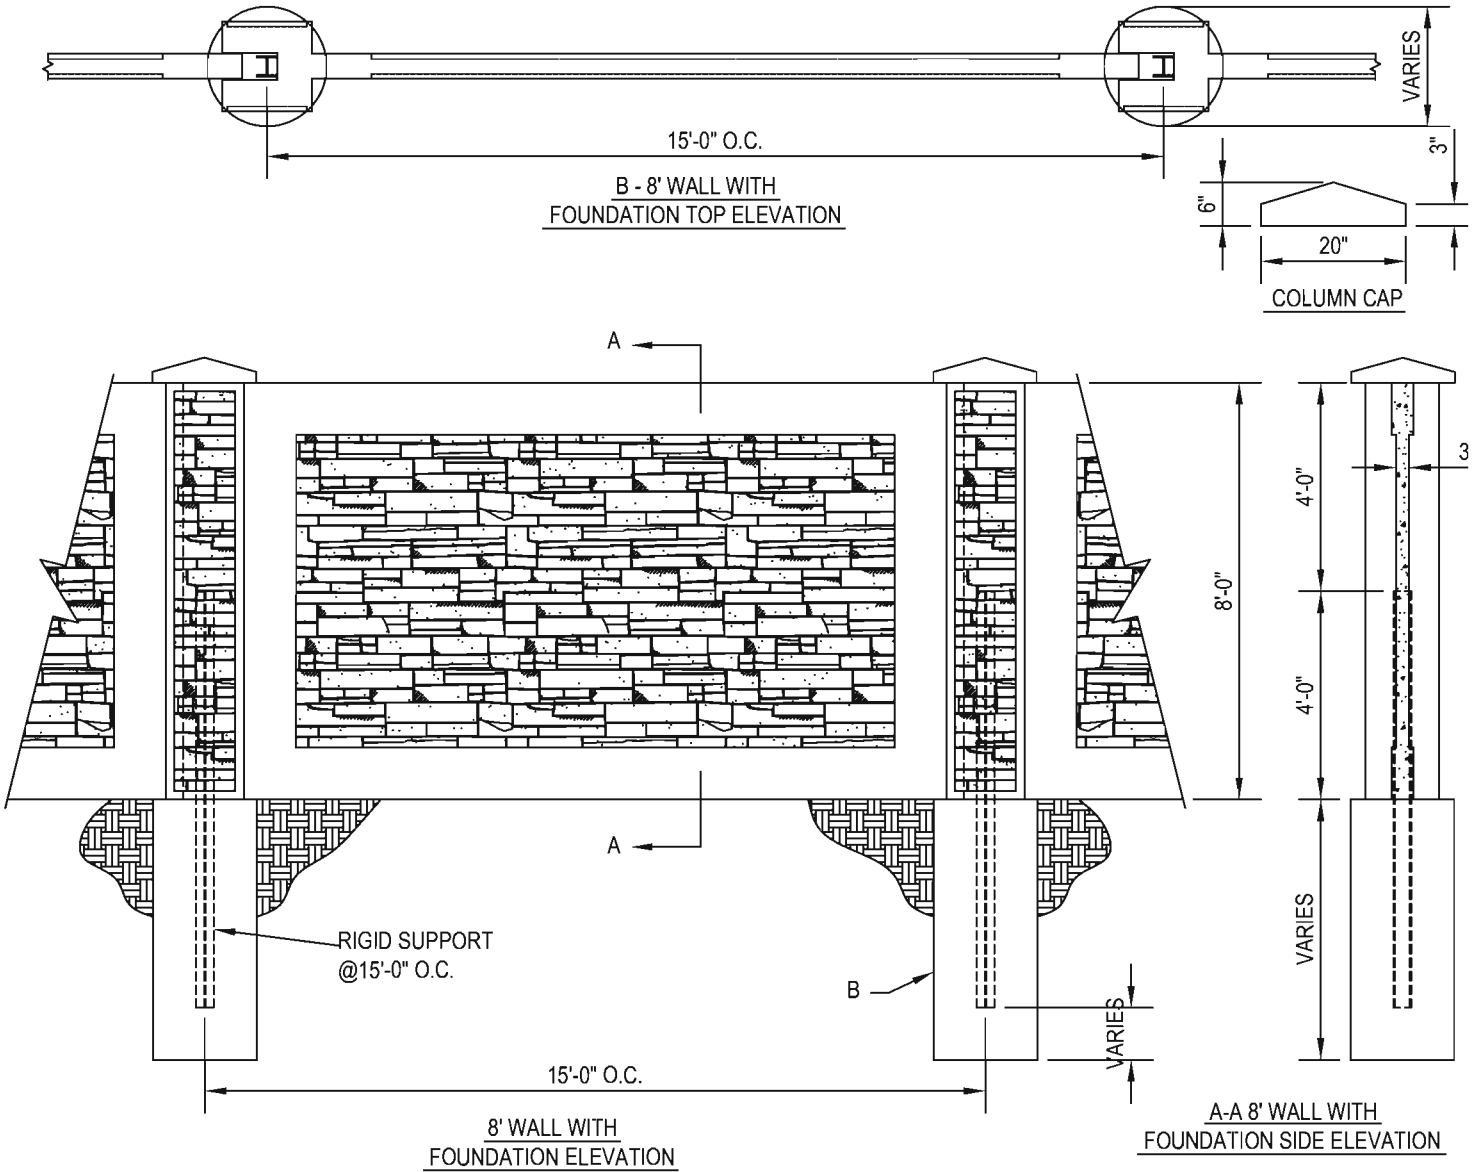 VARIES
15'-0" O.C.
3"
B - 8' WALL WITH
FOUNDATION TOP ELEVATION
6"
20"
COLUMN CAP
A
3
4'-0"
8'-0"
4'-0"
A
RIGID SUPPORT
@15'-0" O.C.
B
VARIES
VARIES
15'-0" O.C.
8' WALL WITH
FOUNDATION ELEVATION
A-A 8' WALL WITH
FOUNDATION SIDE ELEVATION